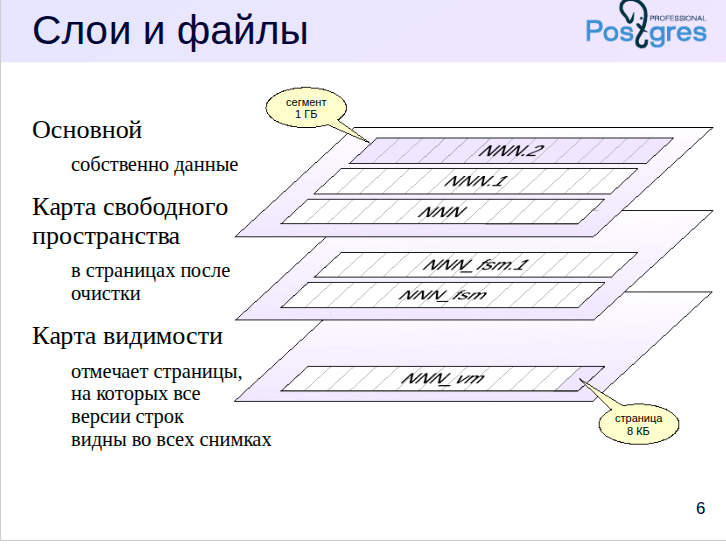 Слои и файлы
PROFESSIONAL
Postgres
сегмент
1 ГБ
Основной
собственно данные
Карта свободного
пространства
в страницах после
очистки
Карта видимости
отмечает страницы,
на которых все
версии строк
видны во всех снимках
NNN.2
NNN.1
NNN
NNN_fsm.1
NNN_fsm
NNN_vm
страница
8 КБ
6